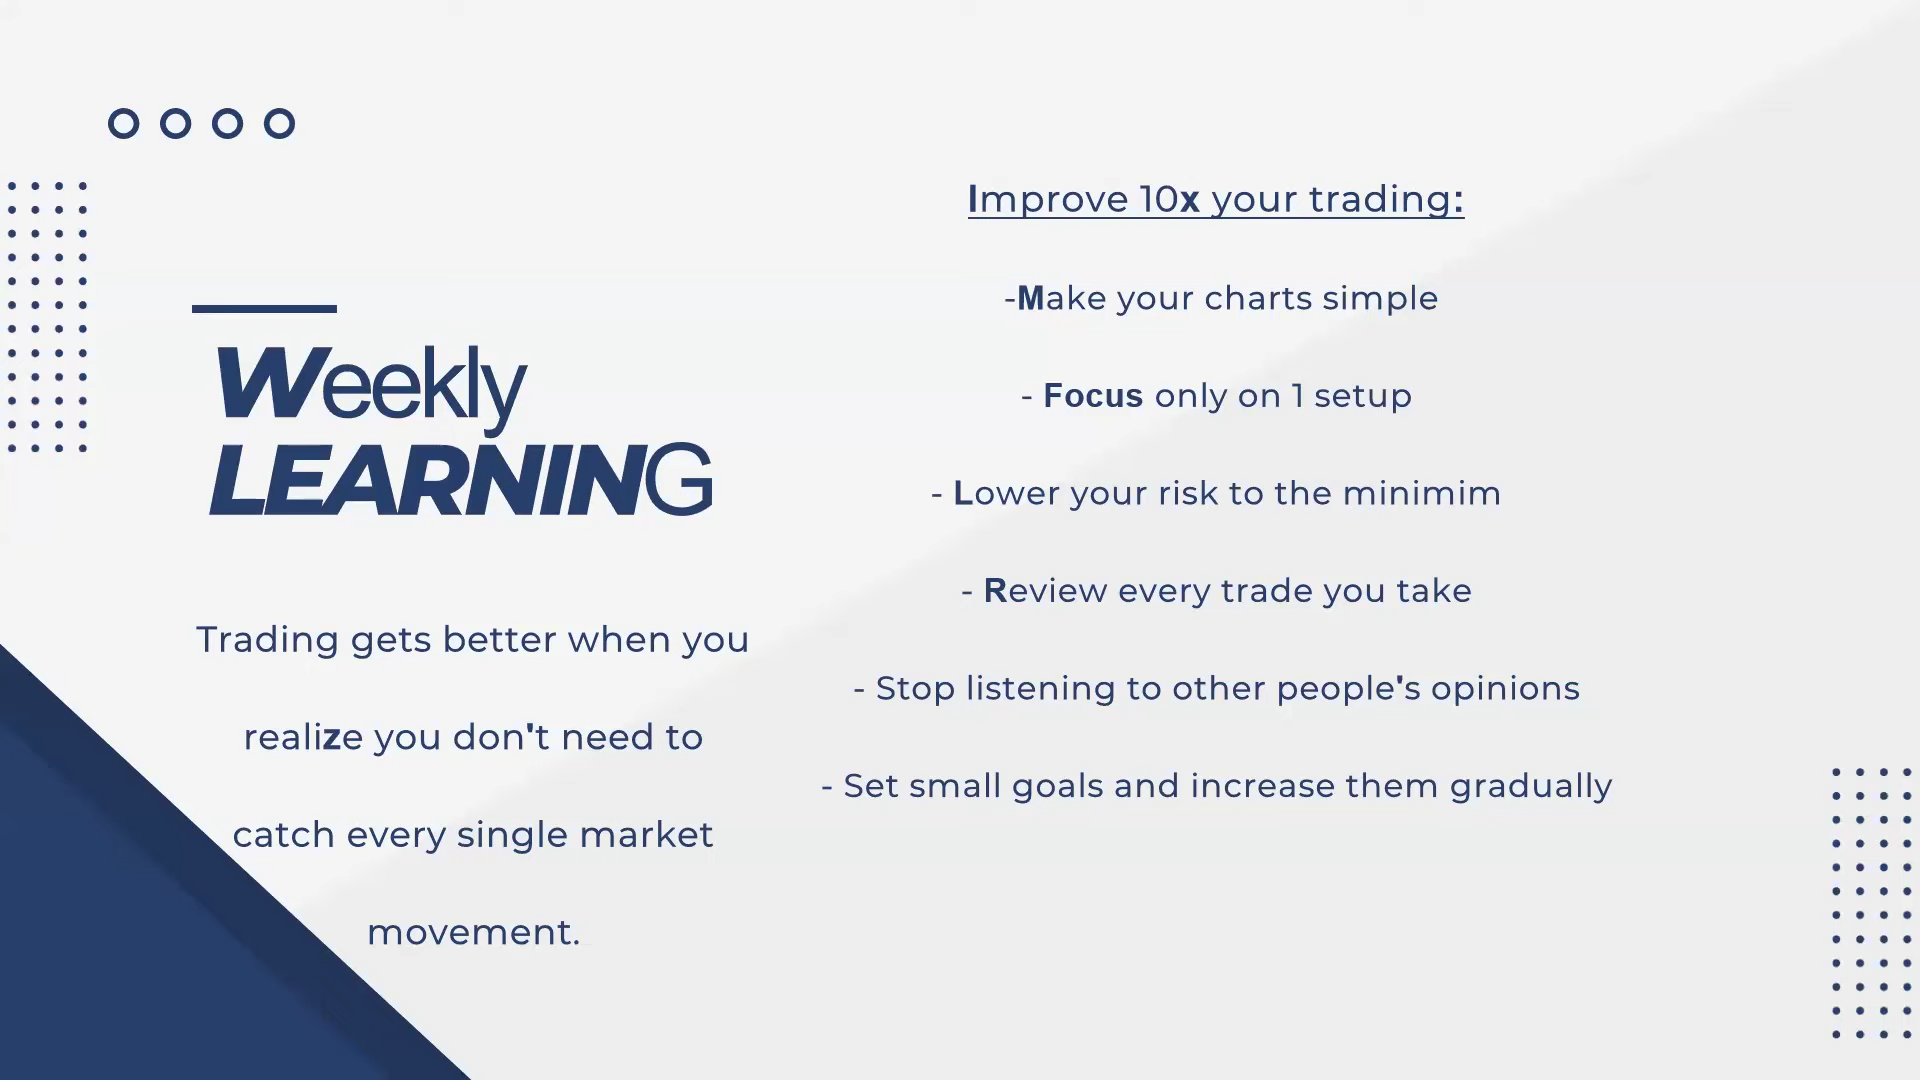 Weekly
LEARNING
Trading gets better when you
realize you don't need to
catch every single market
movement.
Improve 10x your trading:
-Make your charts simple
- Focus only on 1 setup
- Lower your risk to the minimim
- Review every trade you take
- Stop listening to other people's opinions
- Set small goals and increase them gradually